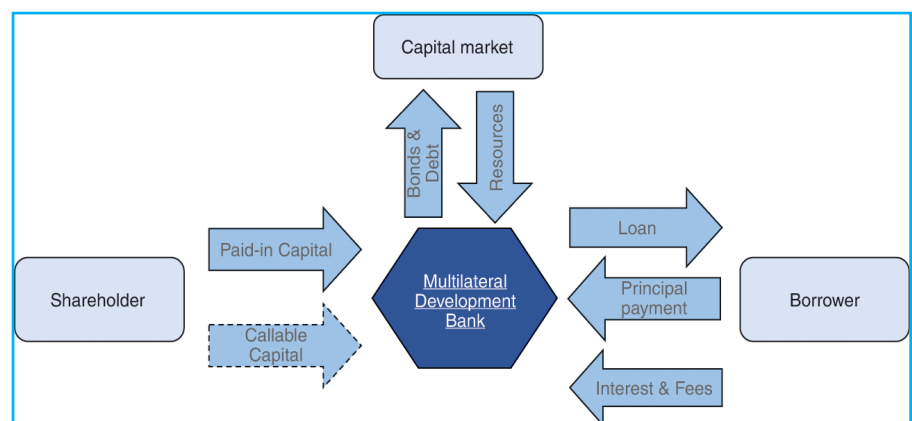 Capital market
Bonds &
Debt
Resources
Paid-in Capital
Loan
Shareholder
Multilateral
Development
Bank
Principal
payment
Borrower
Callable
Capital
Interest & Fees